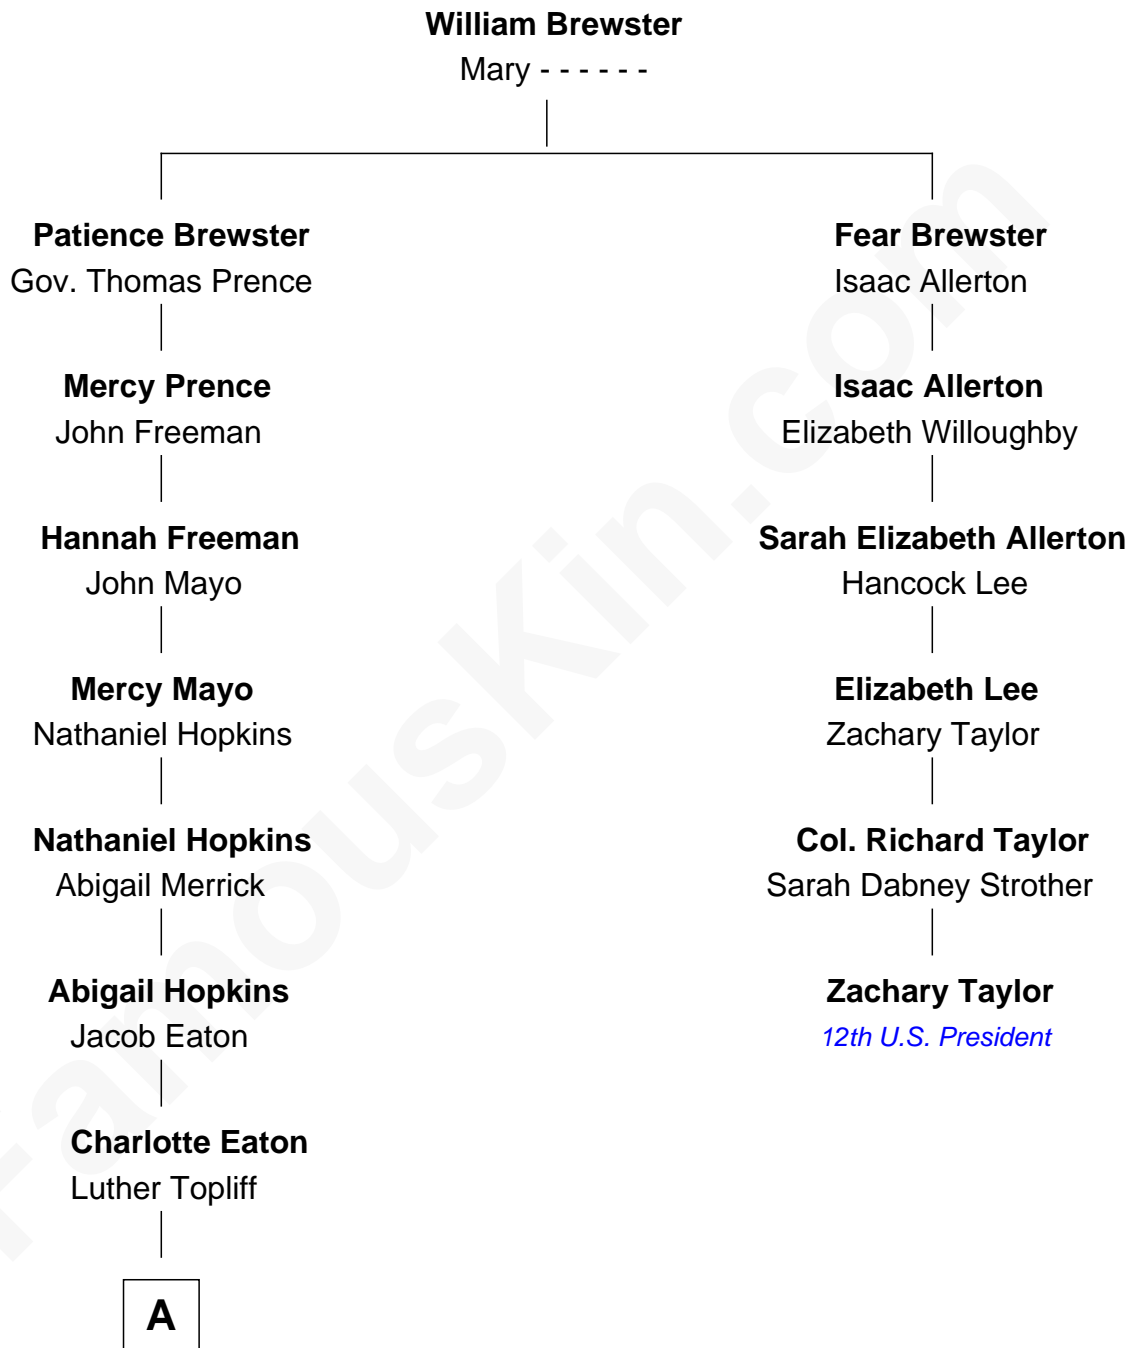 William Brewster
Mary - - - - - -
Patience Brewster
Gov. Thomas Prence
Fear Brewster
Isaac Allerton
Mercy Prence
John Freeman
Isaac Allerton
Elizabeth Willoughby
Hannah Freeman
John Mayo
Sarah Elizabeth Allerton
Hancock Lee
Mercy Mayo
Nathaniel Hopkins
Elizabeth Lee
Zachary Taylor
Nathaniel Hopkins
Abigail Merrick
Col. Richard Taylor
Sarah Dabney Strother
Abigail Hopkins
Jacob Eaton
Zachary Taylor
12th U.S. President
Charlotte Eaton
Luther Topliff
A
FamousKin.com